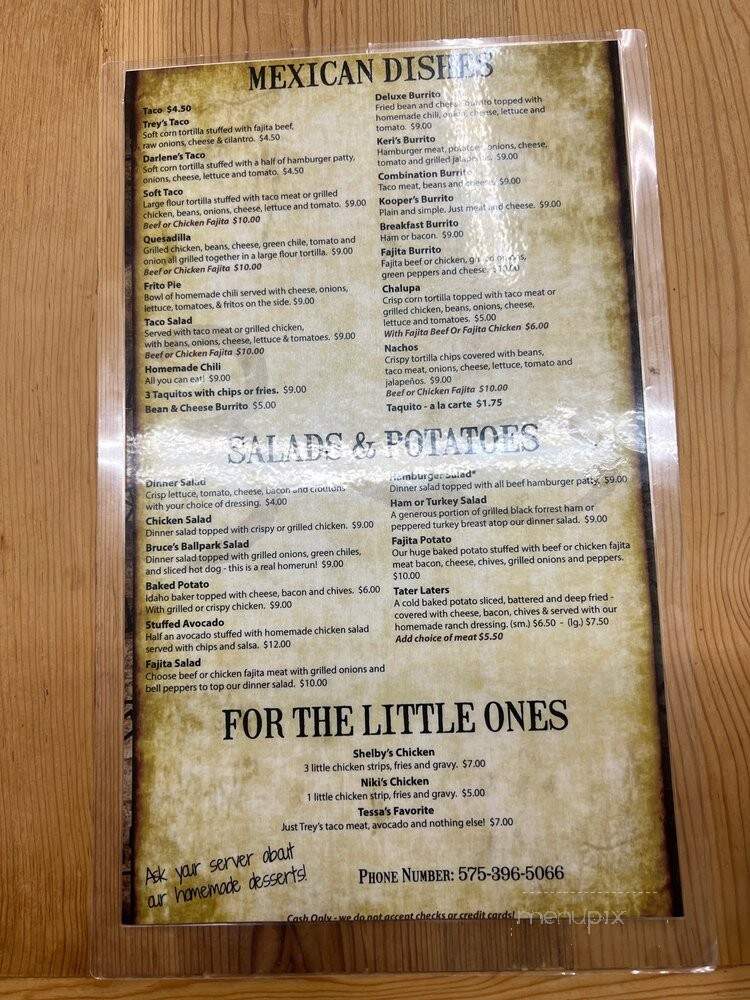 MEXICAN DISHES
Taco $4.50
Trey's Taco
Soft corn tortilla stuffed with fajita beef,
raw onions, cheese & cilantro. $4.50
Darlene's Taco
Soft corn tortilla stuffed with a half of hamburger patty,
onions, cheese, lettuce and tomato. $4.50
Soft Taco
Large flour tortilla stuffed with taco meat or grilled
chicken, beans, onions, cheese, lettuce and tomato. $9.00
Beef or Chicken Fajita $10.00
Quesadilla
Grilled chicken, beans, cheese, green chile, tomato and
onion all grilled together in a large flour tortilla. $9.00
Beef or Chicken Fajita $10.00
Frito Pie
Bowl of homemade chili served with cheese, onions,
lettuce, tomatoes, & fritos on the side. $9.00
Taco Salad
Served with taco meat or grilled chicken,
with beans, onions, cheese, lettuce & tomatoes. $9.00
Beef or Chicken Fajita $10.00
Homemade Chili
All you can eat! $9.00
3 Taquitos with chips or fries. $9.00
Bean & Cheese Burrito $5.00
Deluxe Burrito
Fried bean and cheese burrito topped with
homemade chili, onion, cheese, lettuce and
tomato. $9.00
Keri's Burrito
Hamburger meat, potatoes, onions, cheese,
tomato and grilled jalapeños. $9.00
Combination Burrito
Taco meat, beans and cheese. $9.00
Kooper's Burrito
Plain and simple. Just meat and cheese. $9.00
Breakfast Burrito
Ham or bacon. $9.00
Fajita Burrito
Fajita beef or chicken, grilled onions,
green peppers and cheese. $10.00
Chalupa
Crisp corn tortilla topped with taco meat or
grilled chicken, beans, onions, cheese,
lettuce and tomatoes. $5.00
With Fajita Beef Or Fajita Chicken $6.00
Nachos
Crispy tortilla chips covered with beans,
taco meat, onions, cheese, lettuce, tomato and
jalapeños. $9.00
Beef or Chicken Fajita $10.00
Taquito - a la carte $1.75
SALADS & POTATOES
Dinner Salad
Crisp lettuce, tomato, cheese, bacon and croutons
with your choice of dressing. $4.00
Chicken Salad
Dinner salad topped with crispy or grilled chicken. $9.00
Bruce's Ballpark Salad
Dinner salad topped with grilled onions, green chiles,
and sliced hot dog - this is a real homerun! $9.00
Baked Potato
Idaho baker topped with cheese, bacon and chives. $6.00
With grilled or crispy chicken. $9.00
Stuffed Avocado
Half an avocado stuffed with homemade chicken salad
served with chips and salsa. $12.00
Fajita Salad
Choose beef or chicken fajita meat with grilled onions and
bell peppers to top our dinner salad. $10.00
Hamburger Salad*
Dinner salad topped with all beef hamburger patty. $9.00
Ham or Turkey Salad
A generous portion of grilled black forrest ham or
peppered turkey breast atop our dinner salad. $9.00
Fajita Potato
Our huge baked potato stuffed with beef or chicken fajita
meat bacon, cheese, chives, grilled onions and peppers.
$10.00
Tater Laters
A cold baked potato sliced, battered and deep fried -
covered with cheese, bacon, chives & served with our
homemade ranch dressing. (sm.) $6.50 - (lg.) $7.50
Add choice of meat $5.50
FOR THE LITTLE ONES
Shelby's Chicken
3 little chicken strips, fries and gravy. $7.00
Niki's Chicken
1 little chicken strip, fries and gravy. $5.00
Tessa's Favorite
Just Trey's taco meat, avocado and nothing else! $7.00
Ask your server about
our homemade desserts!
PHONE NUMBER: 575-396-5066
Cash Only - we do not accept checks or credit cards!
menupix